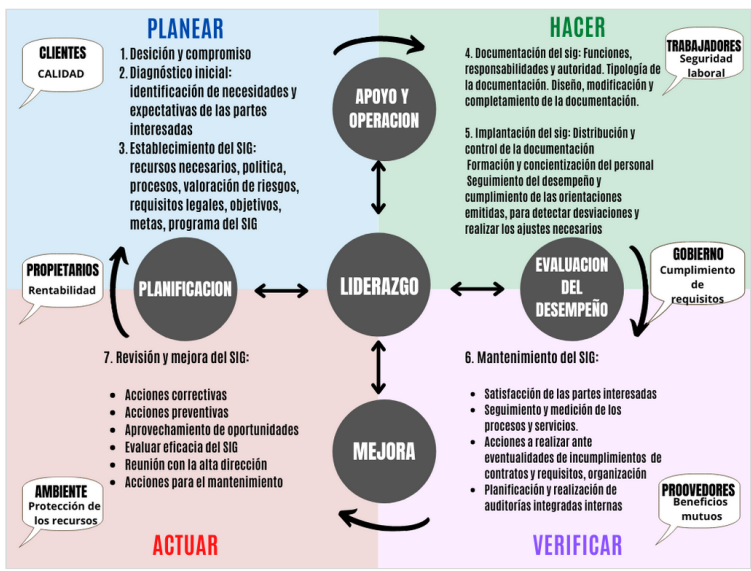 PLANEAR
CLIENTES
CALIDAD
1. Desición y compromiso
2. Diagnóstico inicial:
identificación de necesidades y
expectativas de las partes
interesadas
3. Establecimiento del SIG:
recursos necesarios, politica,
procesos, valoración de riesgos,
requisitos legales, objetivos,
metas, programa del SIG
APOYO Y
OPERACION
HACER
4. Documentación del sig: Funciones,
responsabilidades y autoridad. Tipología de
la documentación. Diseño, modificación y
completamiento de la documentación.
5. Implantación del sig: Distribución y
control de la documentación
Formación y concientización del personal
Seguimiento del desempeño y
cumplimiento de las orientaciones
emitidas, para detectar desviaciones y
realizar los ajustes necesarios
TRABAJADORES
Seguridad
laboral
PROPIETARIOS
Rentabilidad
PLANIFICACION
LIDERAZGO
EVALUACION
DEL
DESEMPEÑO
GOBIERNO
Cumplimiento
de
requisitos
7. Revisión y mejora del SIG:
• Acciones correctivas
• Acciones preventivas
• Aprovechamiento de oportunidades
• Evaluar eficacia del SIG
• Reunión con la alta dirección
• Acciones para el mantenimiento
AMBIENTE
Protección de
los recursos
ACTUAR
MEJORA
6. Mantenimiento del SIG:
• Satisfacción de las partes interesadas
• Seguimiento y medición de los
procesos y servicios.
• Acciones a realizar ante
eventualidades de incumplimientos de
contratos y requisitos, organización
• Planificación y realización de
auditorías integradas internas
PROOVEDORES
Beneficios
mutuos
VERIFICAR